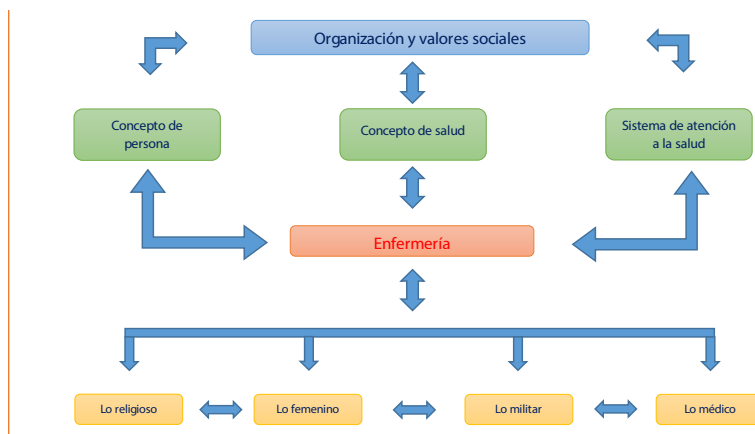 Organización y valores sociales
Concepto de
persona
Concepto de salud
Sistema de atención
a la salud
Enfermería
Lo religioso
Lo femenino
Lo militar
Lo médico